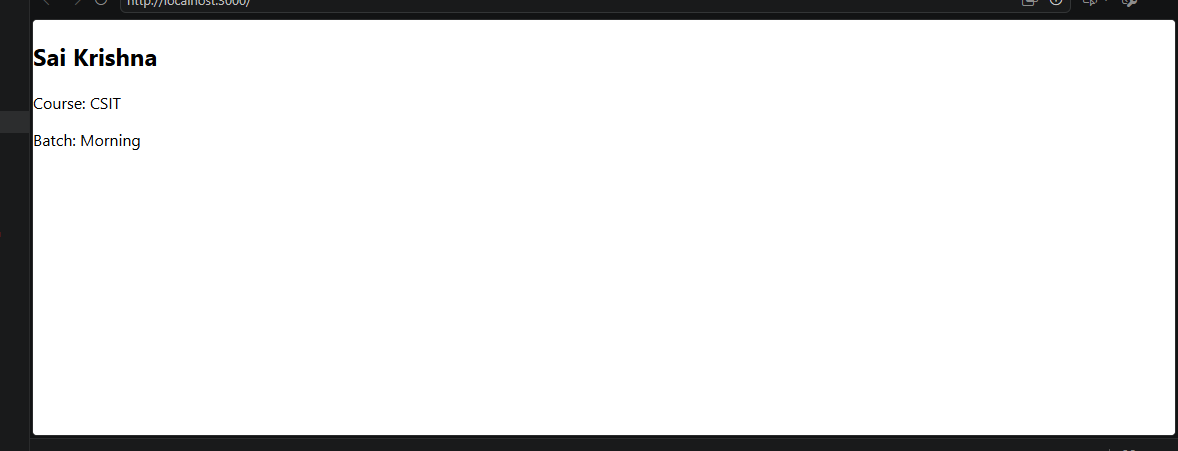 http://localhost:3000/
Sai Krishna
Course: CSIT
Batch: Morning